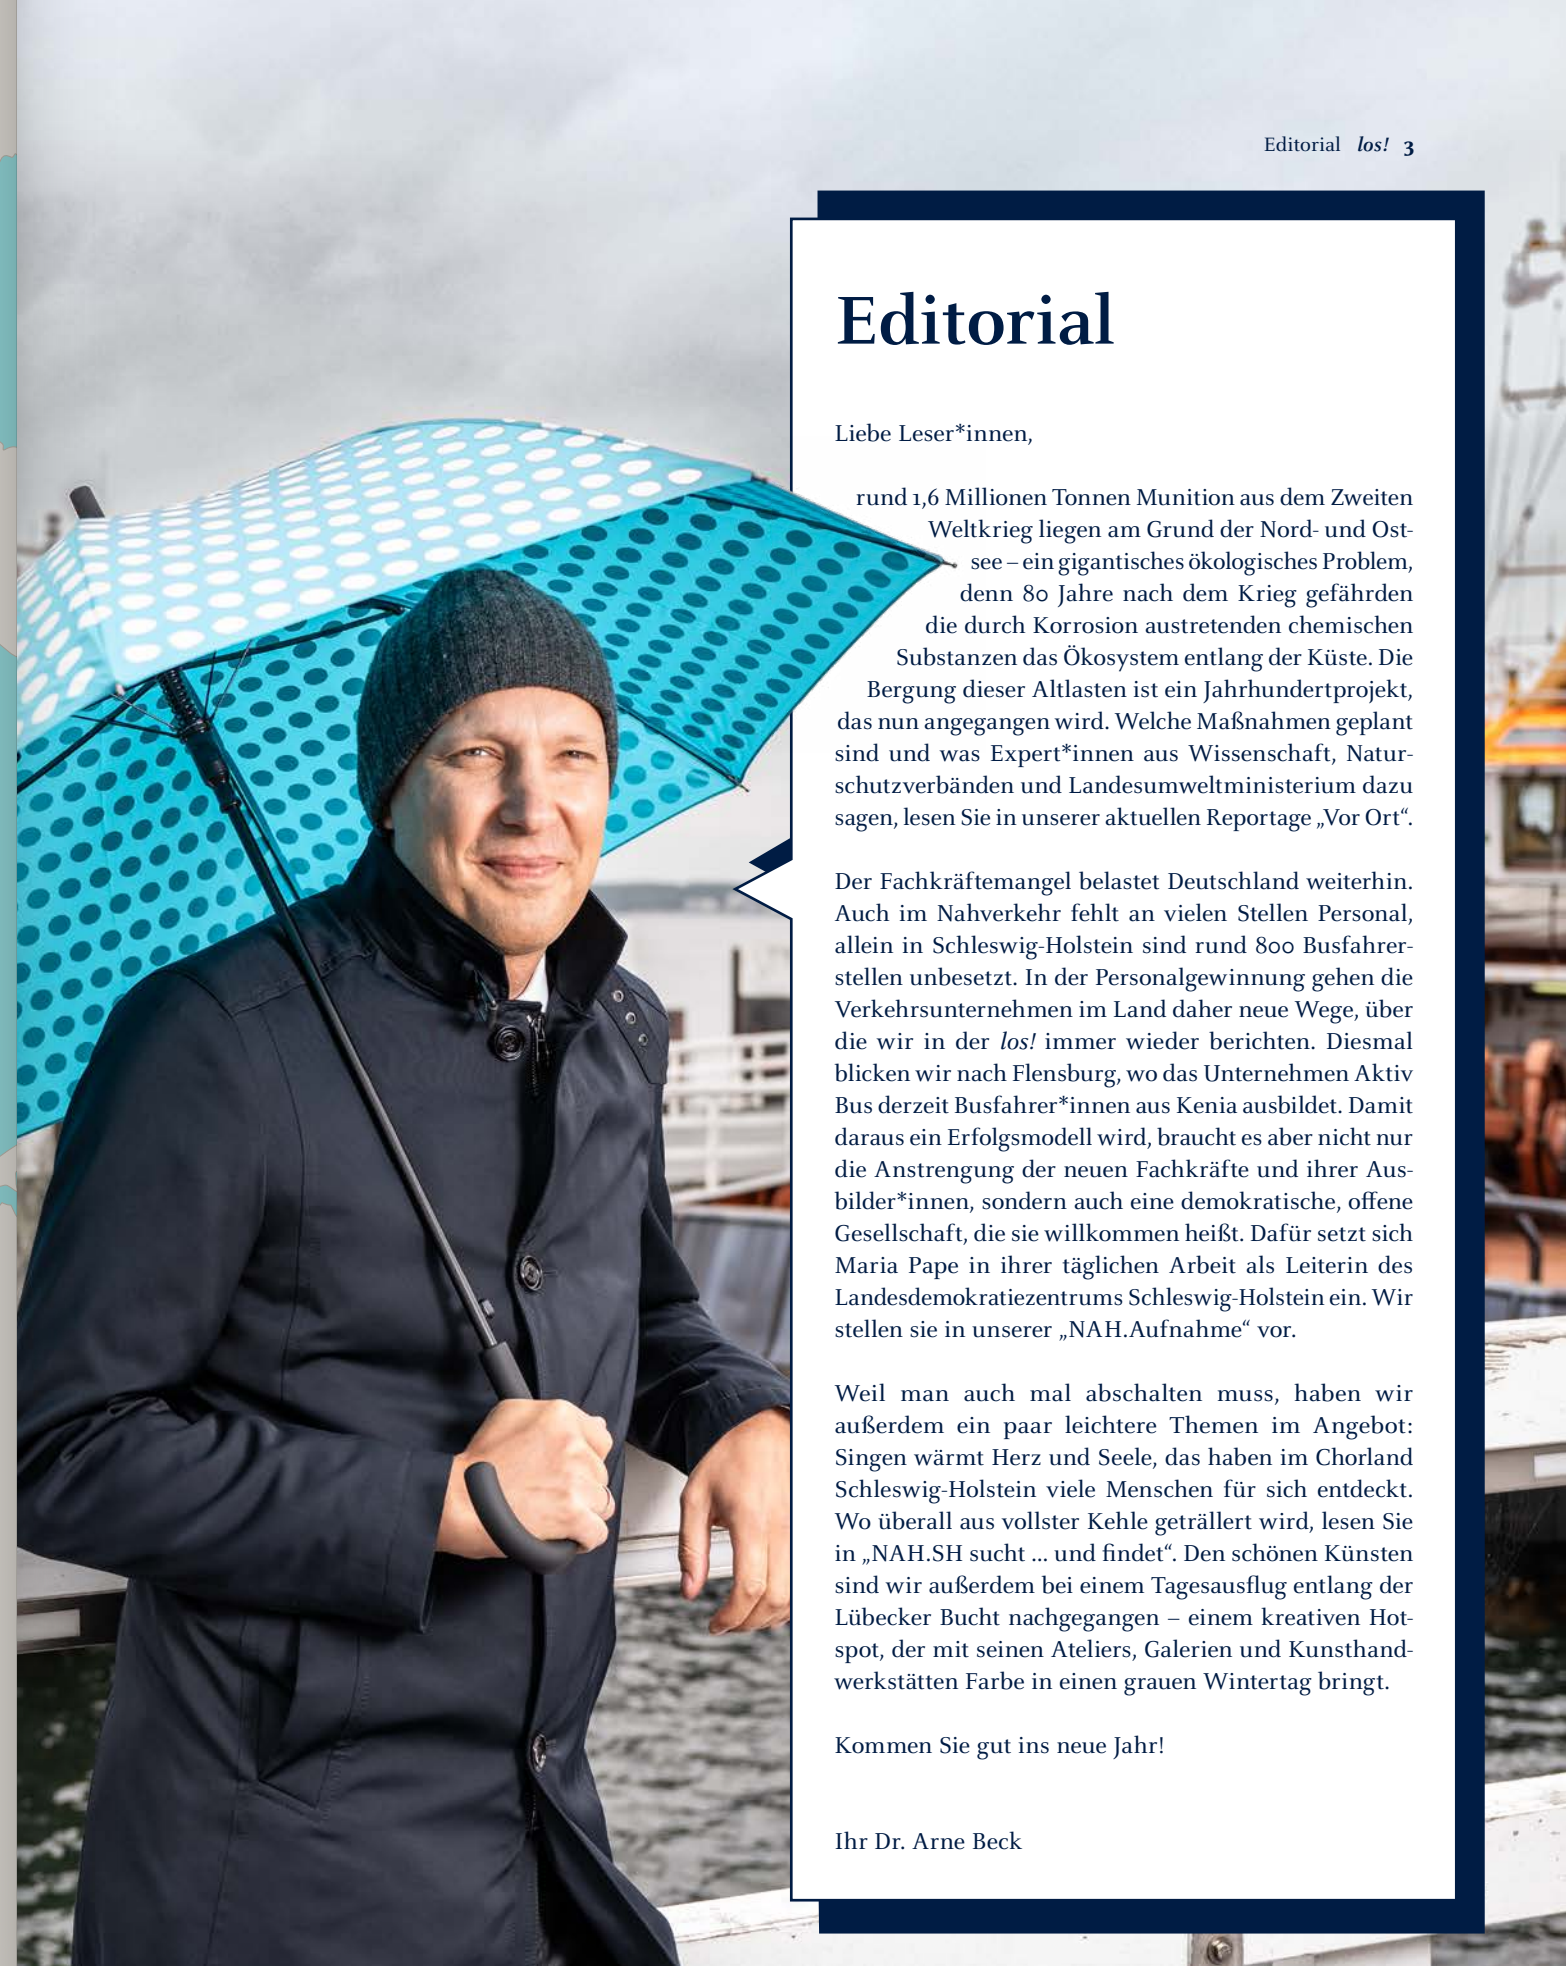 Editorial los! 3
Editorial
Liebe Leser*innen,
rund 1,6 Millionen Tonnen Munition aus dem Zweiten
Weltkrieg liegen am Grund der Nord- und Ost-
see – ein gigantisches ökologisches Problem,
denn 80 Jahre nach dem Krieg gefährden
die durch Korrosion austretenden chemischen
Substanzen das Ökosystem entlang der Küste. Die
Bergung dieser Altlasten ist ein Jahrhundertprojekt,
das nun angegangen wird. Welche Maßnahmen geplant
sind und was Expert*innen aus Wissenschaft, Natur-
schutzverbänden und Landesumweltministerium dazu
sagen, lesen Sie in unserer aktuellen Reportage „Vor Ort“.
Der Fachkräftemangel belastet Deutschland weiterhin.
Auch im Nahverkehr fehlt an vielen Stellen Personal,
allein in Schleswig-Holstein sind rund 800 Busfahrer-
stellen unbesetzt. In der Personalgewinnung gehen die
Verkehrsunternehmen im Land daher neue Wege, über
die wir in der los! immer wieder berichten. Diesmal
blicken wir nach Flensburg, wo das Unternehmen Aktiv
Bus derzeit Busfahrer*innen aus Kenia ausbildet. Damit
daraus ein Erfolgsmodell wird, braucht es aber nicht nur
die Anstrengung der neuen Fachkräfte und ihrer Aus-
bilder*innen, sondern auch eine demokratische, offene
Gesellschaft, die sie willkommen heißt. Dafür setzt sich
Maria Pape in ihrer täglichen Arbeit als Leiterin des
Landesdemokratiezentrums Schleswig-Holstein ein. Wir
stellen sie in unserer „NAH.Aufnahme“ vor.
Weil man auch mal abschalten muss, haben wir
außerdem ein paar leichtere Themen im Angebot:
Singen wärmt Herz und Seele, das haben im Chorland
Schleswig-Holstein viele Menschen für sich entdeckt.
Wo überall aus vollster Kehle geträllert wird, lesen Sie
in „NAH.SH sucht ... und findet“. Den schönen Künsten
sind wir außerdem bei einem Tagesausflug entlang der
Lübecker Bucht nachgegangen – einem kreativen Hot-
spot, der mit seinen Ateliers, Galerien und Kunsthand-
werkstätten Farbe in einen grauen Wintertag bringt.
Kommen Sie gut ins neue Jahr!
Ihr Dr. Arne Beck